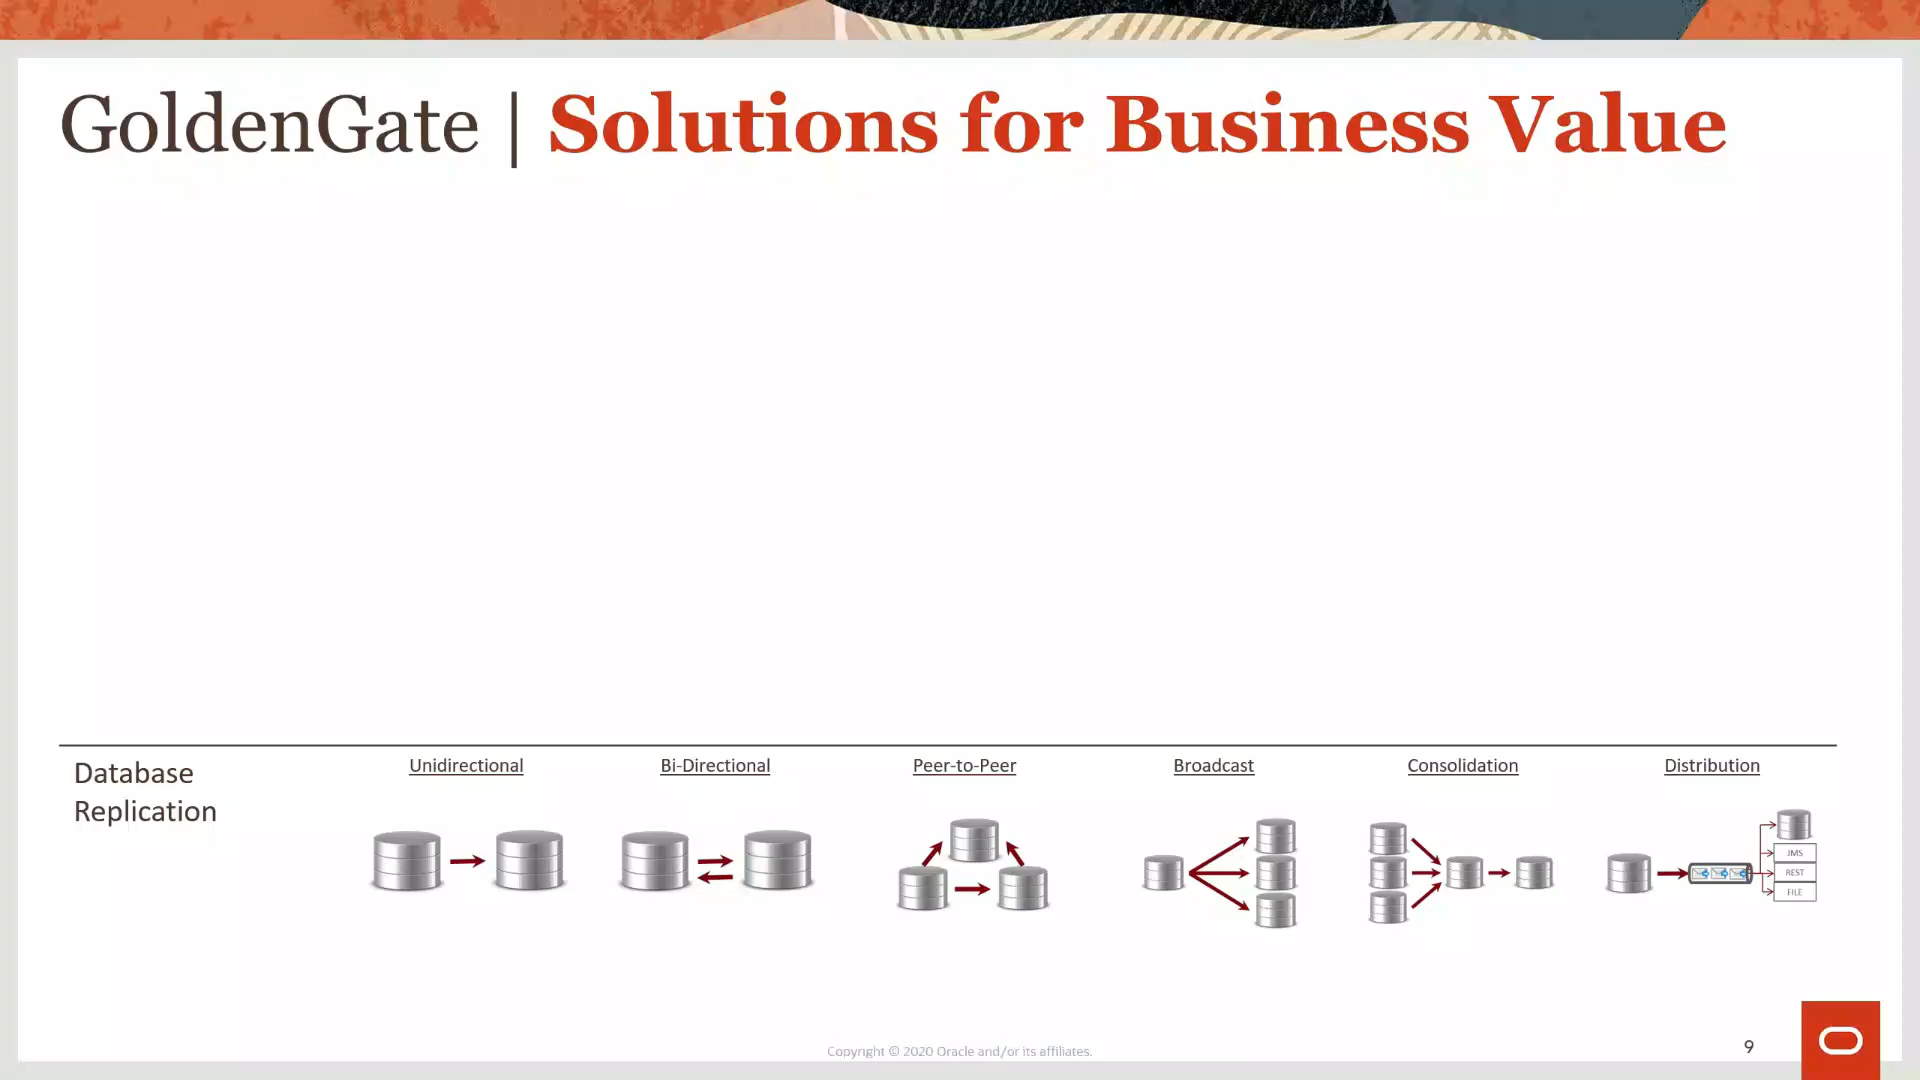 GoldenGate | Solutions for Business Value
Database
Replication
Unidirectional
Bi-Directional
Peer-to-Peer
Broadcast
Consolidation
Distribution
JMS
REST
FILE
Copyright © 2020 Oracle and/or its affiliates.
9